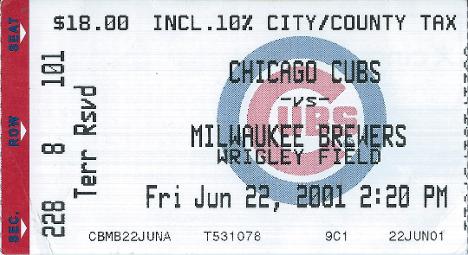 $18.00 INCL.10% CITY/COUNTY TAX
SEAT 101
ROW 8
SEC. 228
Terr Rsvd
CUBS
CHICAGO CUBS
-vs-
MILWAUKEE BREWERS
WRIGLEY FIELD
Fri Jun 22, 2001 2:20 PM
CBMB22JUNA T531078 9C1 22JUN01